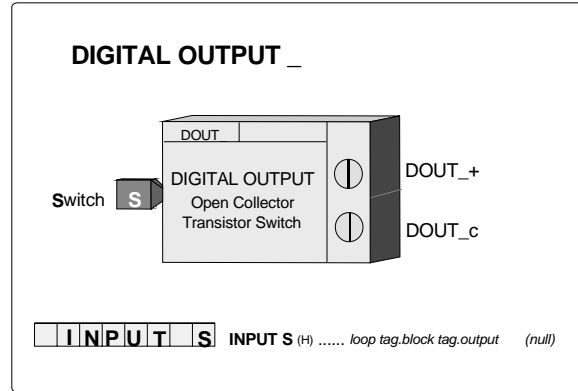 DIGITAL OUTPUT _
DOUT_
DIGITAL OUTPUT
Open Collector
Transistor Switch
DOUT_+
DOUT_c
Switch S
INPUT S INPUT S (H) ...... loop tag.block tag.output (null)